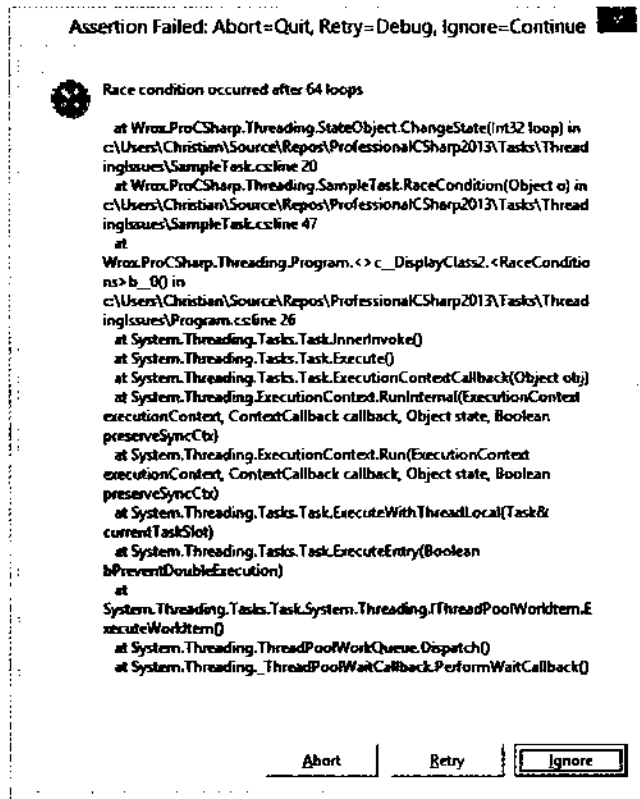 Assertion Failed: Abort=Quit, Retry=Debug, Ignore=Continue
Race condition occurred after 64 loops
at Wrox.ProCSharp.Threading.StateObject.ChangeState(Int32 loop) in
c:\Users\Christian\Source\Repos\ProfessionalCSharp2013\Tasks\Thread
ingIssues\SampleTask.cs:line 20
at Wrox.ProCSharp.Threading.SampleTask.RaceCondition(Object o) in
c:\Users\Christian\Source\Repos\ProfessionalCSharp2013\Tasks\Thread
ingIssues\SampleTask.cs:line 47
at
Wrox.ProCSharp.Threading.Program.<>c__DisplayClass2.<RaceConditio
ns>b__0() in
c:\Users\Christian\Source\Repos\ProfessionalCSharp2013\Tasks\Thread
ingIssues\Program.cs:line 26
at System.Threading.Tasks.Task.InnerInvoke()
at System.Threading.Tasks.Task.Execute()
at System.Threading.Tasks.Task.ExecutionContextCallback(Object obj)
at System.Threading.ExecutionContext.RunInternal(ExecutionContext
executionContext, ContextCallback callback, Object state, Boolean
preserveSyncCtx)
at System.Threading.ExecutionContext.Run(ExecutionContext
executionContext, ContextCallback callback, Object state, Boolean
preserveSyncCtx)
at System.Threading.Tasks.Task.ExecuteWithThreadLocal(Task&
currentTaskSlot)
at System.Threading.Tasks.Task.ExecuteEntry(Boolean
bPreventDoubleExecution)
at
System.Threading.Tasks.Task.System.Threading.IThreadPoolWorkItem.E
xecuteWorkItem()
at System.Threading.ThreadPoolWorkQueue.Dispatch()
at System.Threading._ThreadPoolWaitCallback.PerformWaitCallback()
Abort Retry Ignore